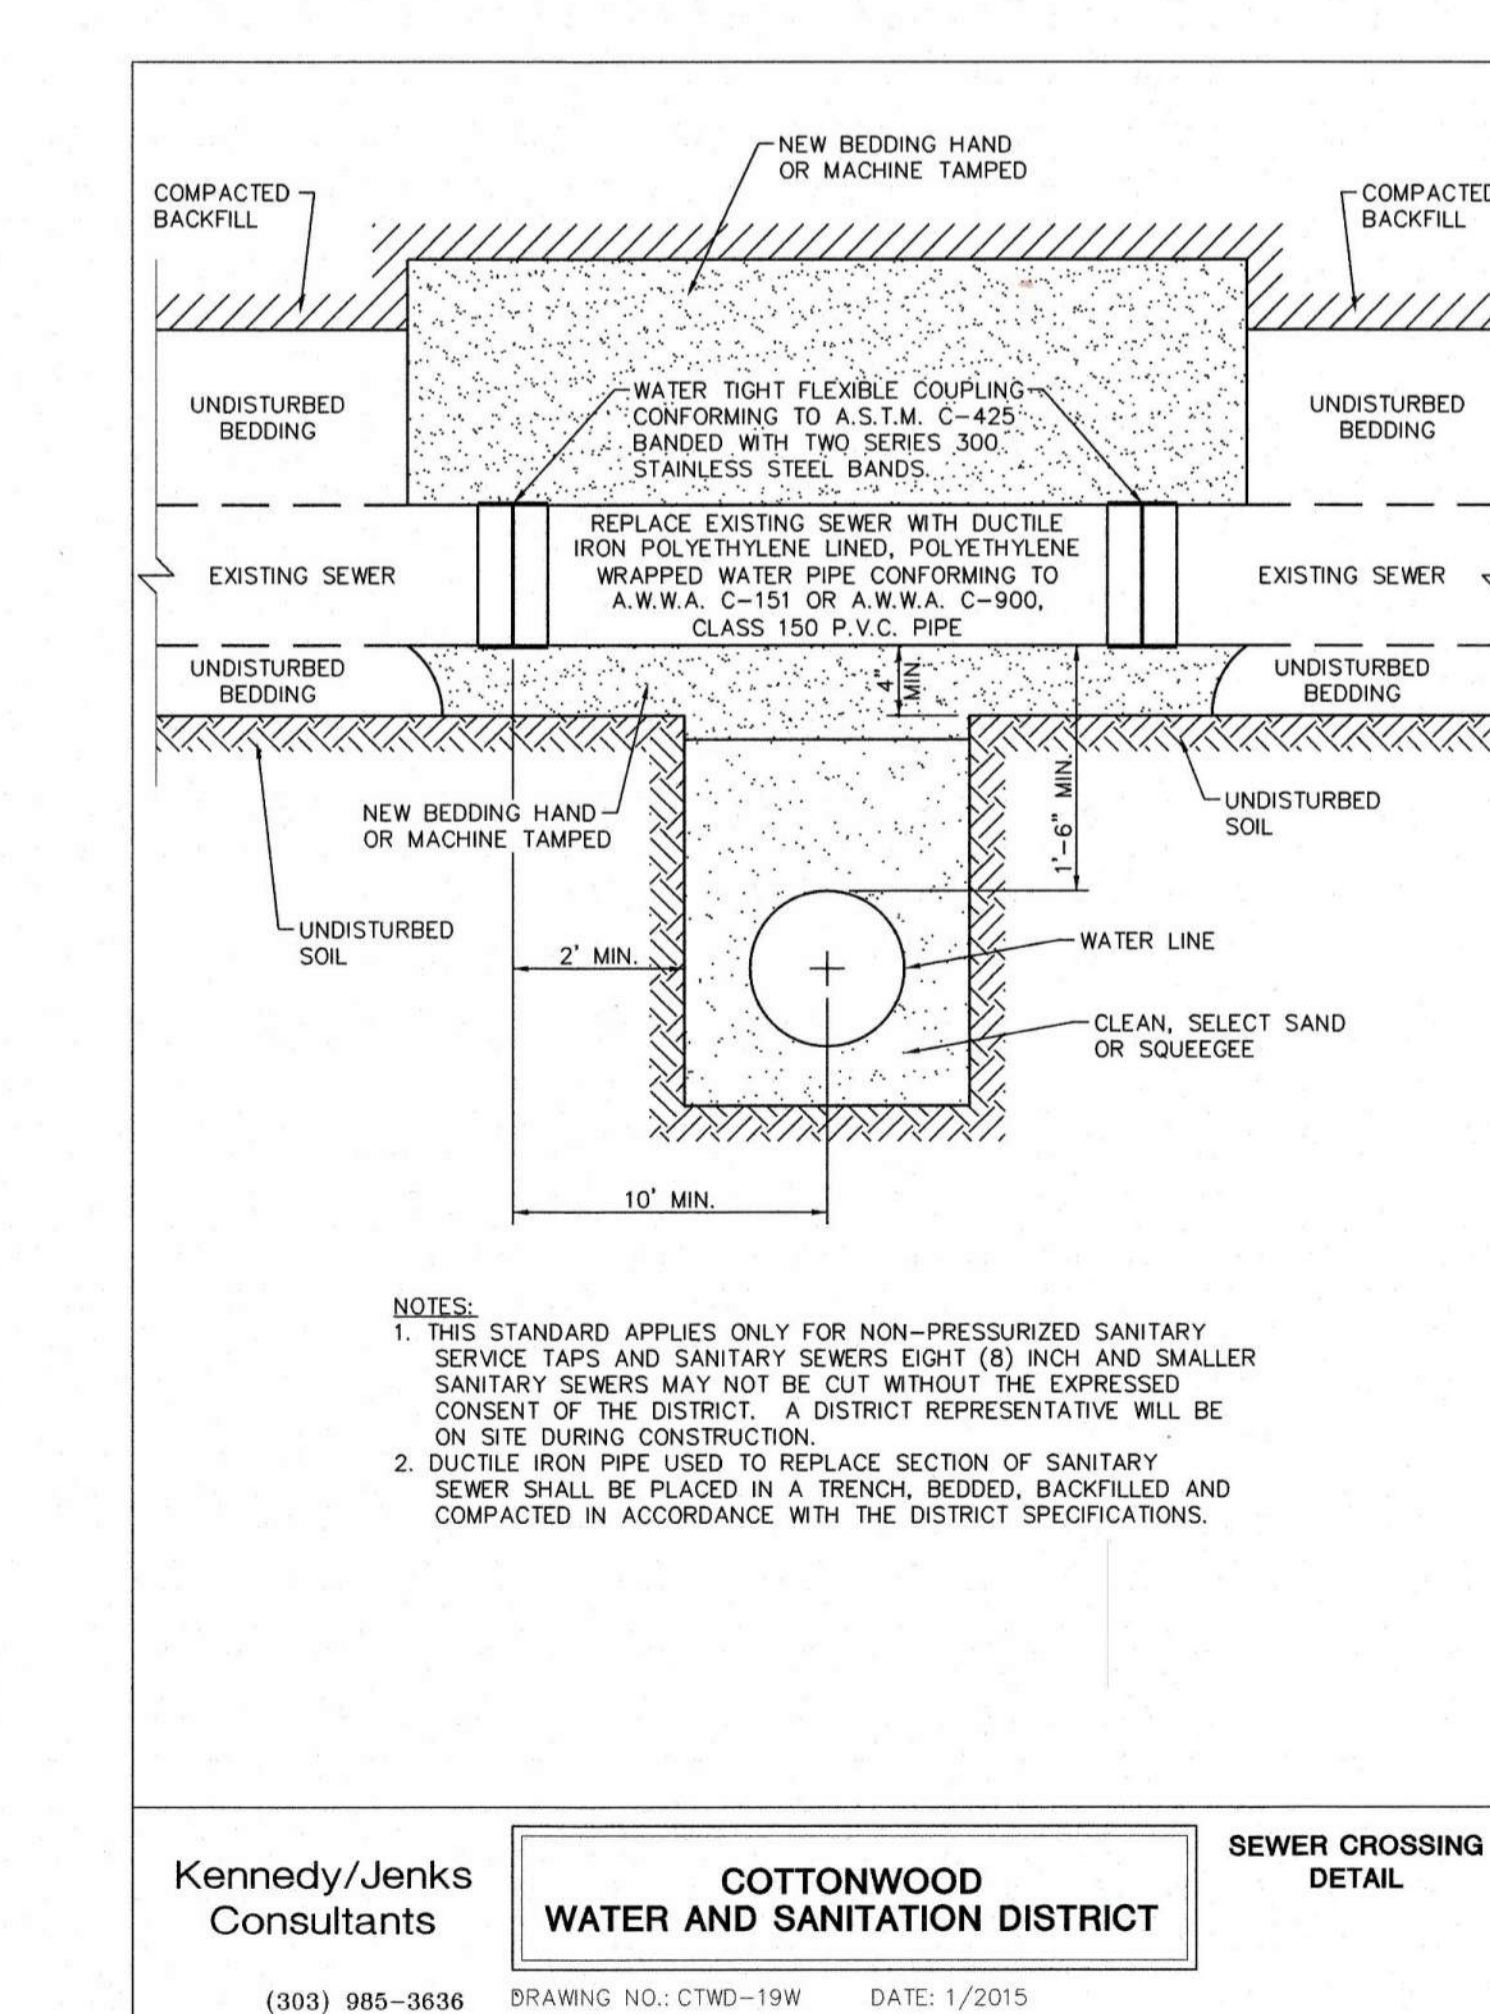 NEW BEDDING HAND
OR MACHINE TAMPED
COMPACTED
BACKFILL
COMPACTED
BACKFILL
UNDISTURBED
BEDDING
WATER TIGHT FLEXIBLE COUPLING
CONFORMING TO A.S.T.M. C-425
BANDED WITH TWO SERIES 300
STAINLESS STEEL BANDS.
UNDISTURBED
BEDDING
EXISTING SEWER
REPLACE EXISTING SEWER WITH DUCTILE
IRON POLYETHYLENE LINED, POLYETHYLENE
WRAPPED WATER PIPE CONFORMING TO
A.W.W.A. C-151 OR A.W.W.A. C-900,
CLASS 150 P.V.C. PIPE
EXISTING SEWER
UNDISTURBED
BEDDING
4"
MIN
UNDISTURBED
BEDDING
1'-6" MIN.
NEW BEDDING HAND
OR MACHINE TAMPED
UNDISTURBED
SOIL
UNDISTURBED
SOIL
2' MIN.
WATER LINE
CLEAN, SELECT SAND
OR SQUEEGEE
10' MIN.
NOTES:
1. THIS STANDARD APPLIES ONLY FOR NON-PRESSURIZED SANITARY
SERVICE TAPS AND SANITARY SEWERS EIGHT (8) INCH AND SMALLER
SANITARY SEWERS MAY NOT BE CUT WITHOUT THE EXPRESSED
CONSENT OF THE DISTRICT. A DISTRICT REPRESENTATIVE WILL BE
ON SITE DURING CONSTRUCTION.
2. DUCTILE IRON PIPE USED TO REPLACE SECTION OF SANITARY
SEWER SHALL BE PLACED IN A TRENCH, BEDDED, BACKFILLED AND
COMPACTED IN ACCORDANCE WITH THE DISTRICT SPECIFICATIONS.
Kennedy/Jenks
Consultants
(303) 985-3636
COTTONWOOD
WATER AND SANITATION DISTRICT
DRAWING NO.: CTWD-19W DATE: 1/2015
SEWER CROSSING
DETAIL